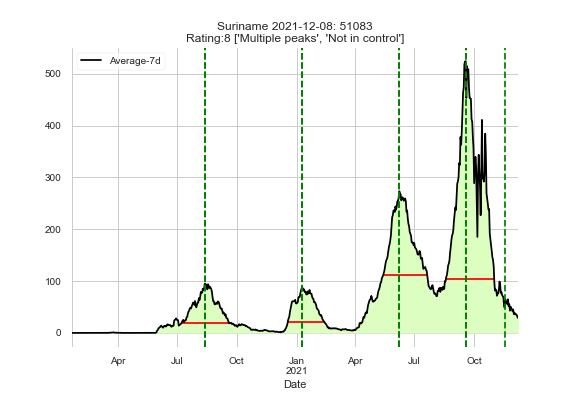 Suriname 2021-12-08: 51083
Rating:8 ['Multiple peaks', 'Not in control']
Average-7d
500
400
300
200
100
0
Apr Jul Oct Jan Apr Jul Oct
2021
Date